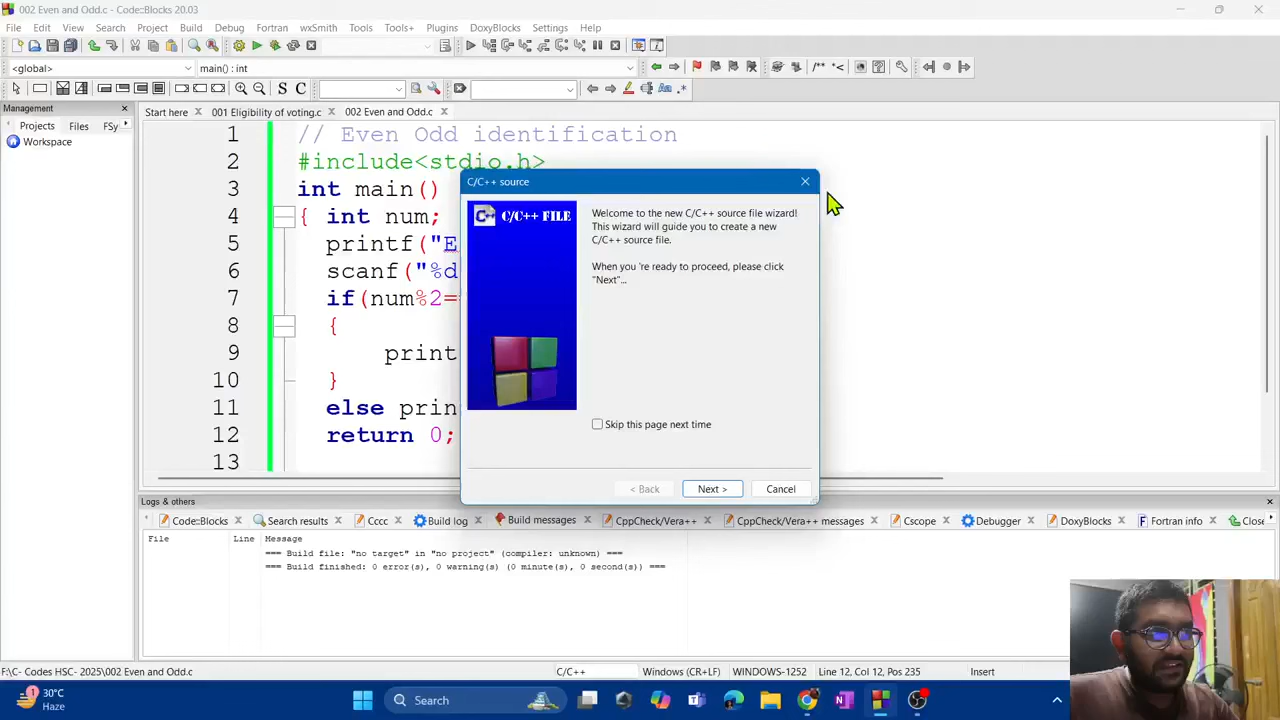 002 Even and Odd.c - Code::Blocks 20.03
File Edit View Search Project Build Debug Fortran wxSmith Tools Tools+ Plugins DoxyBlocks Settings Help
<global> main() : int
Management
Start here 001 Eligibility of voting.c 002 Even and Odd.c
Projects Files FSy
Workspace
1 // Even Odd identification
2 #include<stdio.h>
3 int main()
4 { int num;
5 printf("E
6 scanf("%d
7 if(num%2=
8 {
9 print
10 }
11 else prin
12 return 0;
13
C/C++ source
C/C++ FILE
Welcome to the new C/C++ source file wizard!
This wizard will guide you to create a new
C/C++ source file.
When you 're ready to proceed, please click
"Next"...
Skip this page next time
< Back Next > Cancel
Logs & others
Code::Blocks Search results Cccc Build log Build messages CppCheck/Vera++ CppCheck/Vera++ messages Cscope Debugger DoxyBlocks Fortran info Close
File Line Message
=== Build file: "no target" in "no project" (compiler: unknown) ===
=== Build finished: 0 error(s), 0 warning(s) (0 minute(s), 0 second(s)) ===
F:\C- Codes HSC- 2025\002 Even and Odd.c C/C++ Windows (CR+LF) WINDOWS-1252 Line 12, Col 12, Pos 235 Insert
30°C
Haze
Search